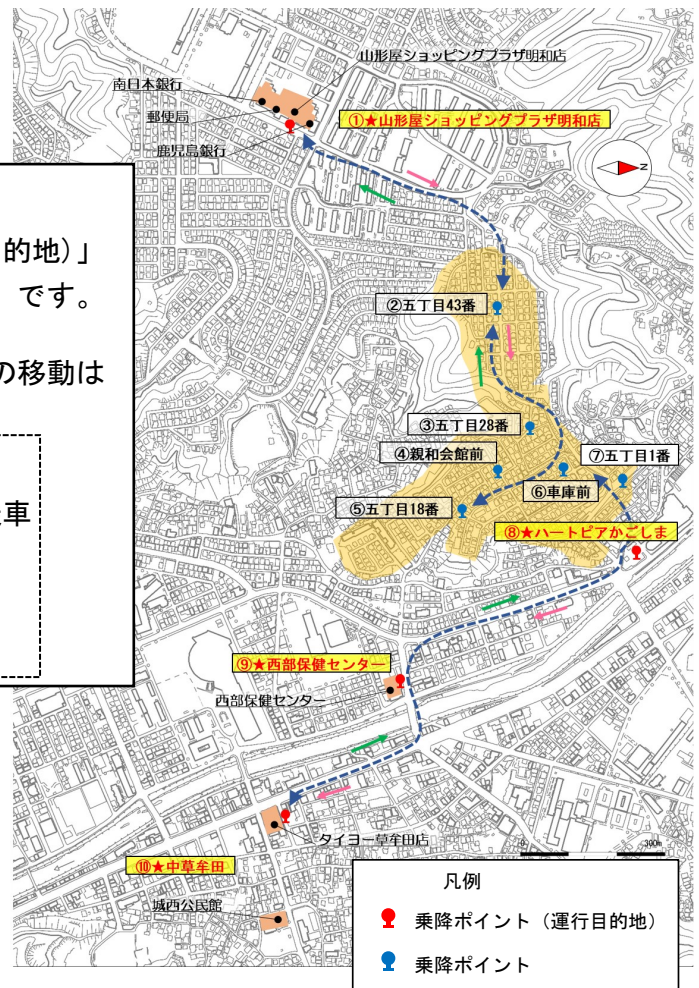 山形屋ショッピングプラザ明和店
南日本銀行
郵便局
①★山形屋ショッピングプラザ明和店
鹿児島銀行
N
的地)」
です。
②五丁目43番
の移動は
③五丁目28番
④親和会館前
⑦五丁目1番
⑥車庫前
⑤五丁目18番
車
⑧★ハートピアかごしま
⑨★西部保健センター
西部保健センター
タイヨー草牟田店
0 300m
⑩★中草牟田
城西公民館
凡例
乗降ポイント（運行目的地）
乗降ポイント